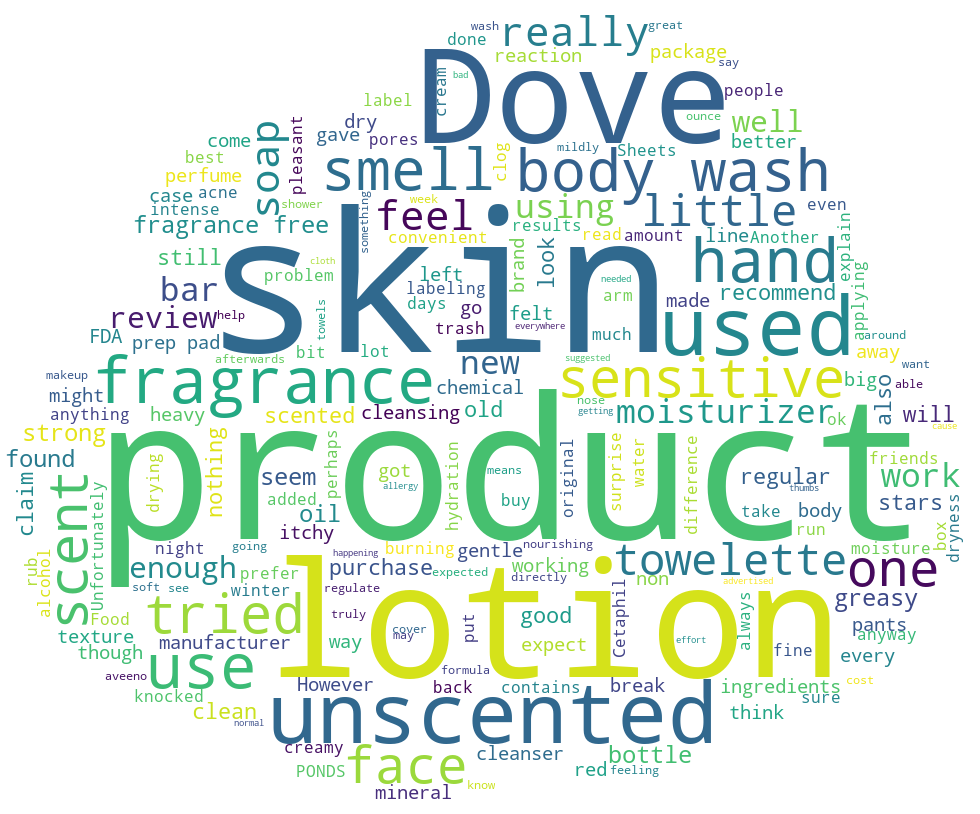 wash
great
really
done
reaction
package
say
bad
Dove
cream
people
label
ounce
dry
well
soap
pleasant
gave
pores
come
mildly
Sheets
better
best
smell
clog
body wash
perfume
case
acne
intense
shower
something
week
feel
using
little
even
fragrance free
convenient
results
read
amount
line
Another
explain
still
cloth
skin
problem
left
brand
look
hand
bar
labeling
needed
arm
recommend
applying
towels
days
go
felt
made
review
help
trash
everywhere
much
used
around
FDA
prep pad
bit
lot
afterwards
suggested
away
new
want
makeup
might
fragrance
chemical
sensitive
big
also
able
anything
heavy
scented
cleansing
old
nose
getting
moisturizer
ok
will
cause
strong
nothing
perhaps
product
found
claim
scent
Unfortunately
drying
seem
got
allergy
hydration
means
original
surprise
water
difference
regular
thumbs
friends
work
added
oil
buy
take
body
stars
run
box
dryness
rub
alcohol
night
going
itchy
burning
gentle
nourishing
happening
working
non
towelette
moisture
one
enough
purchase
expected
directly
advertised
soft
see
winter
prefer
regulate
lotion
Food
tried
truly
put
good
Cetaphil
always
greasy
pants
texture
manufacturer
way
cover
may
expect
effort
fine
anyway
though
aveeno
use
every
knocked
However
back
formula
contains
break
ingredients
cost
sure
clean
normal
unscented
think
creamy
face
cleanser
bottle
PONDS
red
feeling
know
mineral